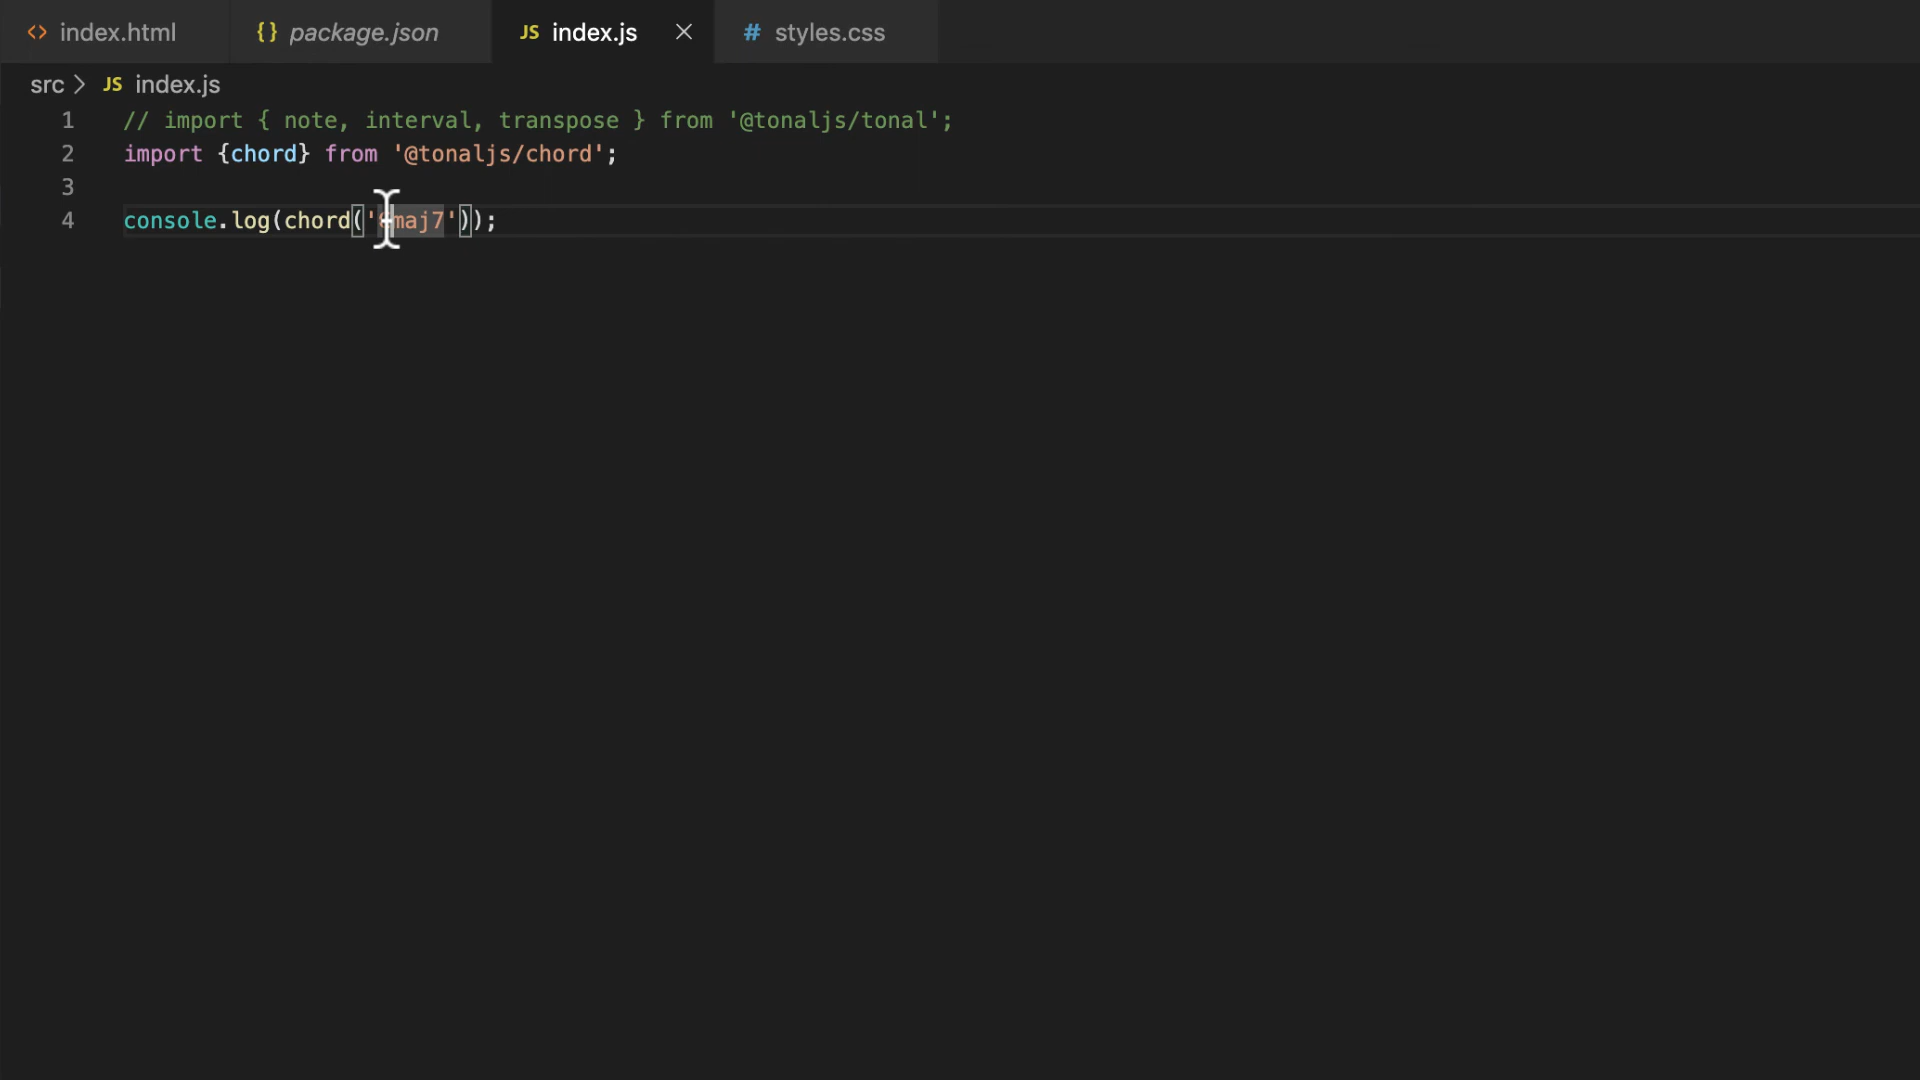 <> index.html {} package.json JS index.js × # styles.css
src > JS index.js
1 // import { note, interval, transpose } from '@tonaljs/tonal';
2 import {chord} from '@tonaljs/chord';
3
4 console.log(chord('maj7'));